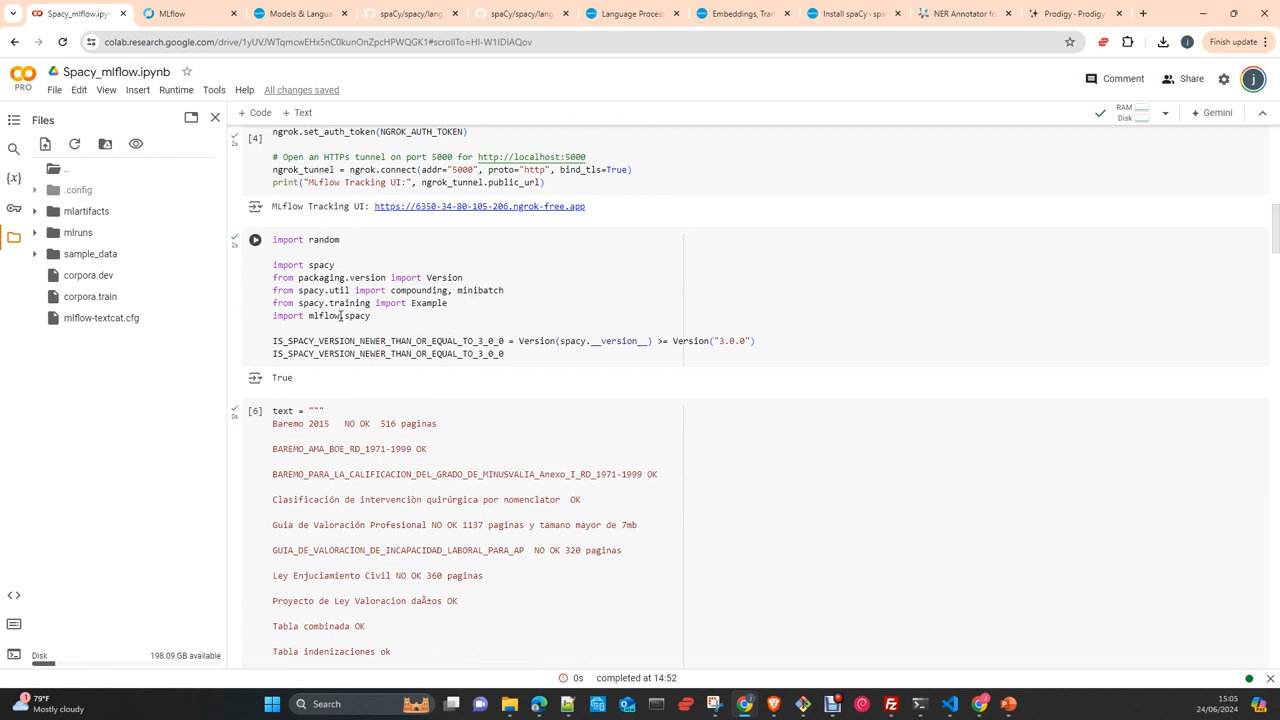 Spacy_mlflow.ipynb
MLflow
Models & Langua
spaCy/spacy/lang
spaCy/spacy/lang
Language Process
Embeddings, Tra
Install spaCy · spa
NER Annotator fo
Prodigy · Prodigy
colab.research.google.com/drive/1yUVJWTqmcwEHx5nC0kunOnZpcHPWQGK1#scrollTo=HI-W1IDIAQov
Finish update
PRO
Spacy_mlflow.ipynb
File Edit View Insert Runtime Tools Help All changes saved
Comment
Share
j
Files
+ Code + Text
RAM
Disk
Gemini
..
.config
mlartifacts
mlruns
sample_data
corpora.dev
corpora.train
mlflow-textcat.cfg
Disk 198.09 GB available
[4]
2s
ngrok.set_auth_token(NGROK_AUTH_TOKEN)
# Open an HTTPs tunnel on port 5000 for http://localhost:5000
ngrok_tunnel = ngrok.connect(addr="5000", proto="http", bind_tls=True)
print("MLflow Tracking UI:", ngrok_tunnel.public_url)
MLflow Tracking UI: https://6350-34-80-105-206.ngrok-free.app
2s
import random
import spacy
from packaging.version import Version
from spacy.util import compounding, minibatch
from spacy.training import Example
import mlflow.spacy
IS_SPACY_VERSION_NEWER_THAN_OR_EQUAL_TO_3_0_0 = Version(spacy.__version__) >= Version("3.0.0")
IS_SPACY_VERSION_NEWER_THAN_OR_EQUAL_TO_3_0_0
True
0s
[6] text = """
Baremo 2015 NO OK 516 paginas
BAREMO_AMA_BOE_RD_1971-1999 OK
BAREMO_PARA_LA_CALIFICACION_DEL_GRADO_DE_MINUSVALIA_Anexo_I_RD_1971-1999 OK
Clasificación de intervenciòn quirúrgica por nomenclator OK
Guia de Valoración Profesional NO OK 1137 paginas y tamano mayor de 7mb
GUIA_DE_VALORACION_DE_INCAPACIDAD_LABORAL_PARA_AP NO OK 320 paginas
Ley Enjuciamiento Civil NO OK 360 paginas
Proyecto de Ley Valoracion daÃ±os OK
Tabla combinada OK
Tabla indenizaciones ok
0s completed at 14:52
1
79°F
Mostly cloudy
Search
15:05
24/06/2024